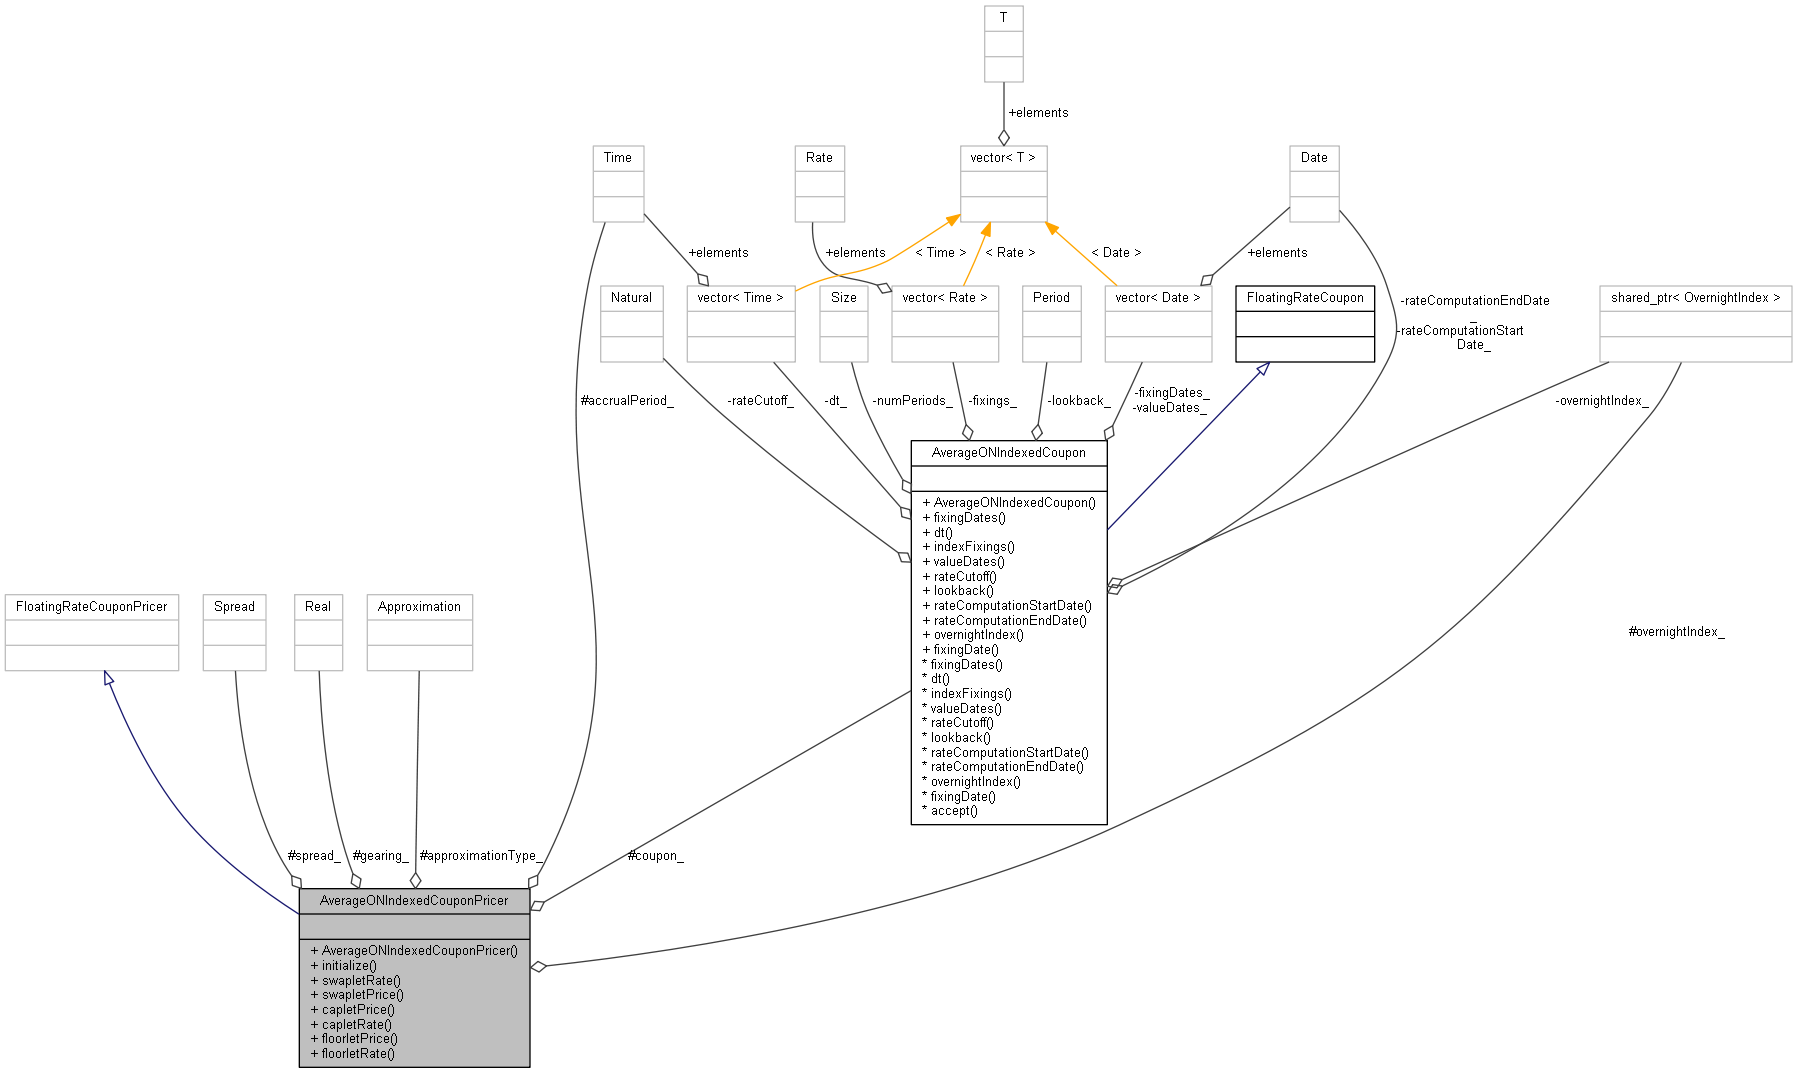 T
+elements
Time
Rate
vector< T >
Date
+elements
+elements
< Time >
< Rate >
< Date >
+elements
Natural
vector< Time >
Size
vector< Rate >
Period
vector< Date >
FloatingRateCoupon
-rateComputationEndDate
_
-rateComputationStart
Date_
shared_ptr< OvernightIndex >
#accrualPeriod_
-rateCutoff_
-dt_
-numPeriods_
-fixings_
-lookback_
-fixingDates_
-valueDates_
-overnightIndex_
AverageONIndexedCoupon
+ AverageONIndexedCoupon()
+ fixingDates()
+ dt()
+ indexFixings()
+ valueDates()
+ rateCutoff()
+ lookback()
+ rateComputationStartDate()
+ rateComputationEndDate()
+ overnightIndex()
+ fixingDate()
* fixingDates()
* dt()
* indexFixings()
* valueDates()
* rateCutoff()
* lookback()
* rateComputationStartDate()
* rateComputationEndDate()
* overnightIndex()
* fixingDate()
* accept()
#overnightIndex_
FloatingRateCouponPricer
Spread
Real
Approximation
#spread_
#gearing_
#approximationType_
#coupon_
AverageONIndexedCouponPricer
+ AverageONIndexedCouponPricer()
+ initialize()
+ swapletRate()
+ swapletPrice()
+ capletPrice()
+ capletRate()
+ floorletPrice()
+ floorletRate()